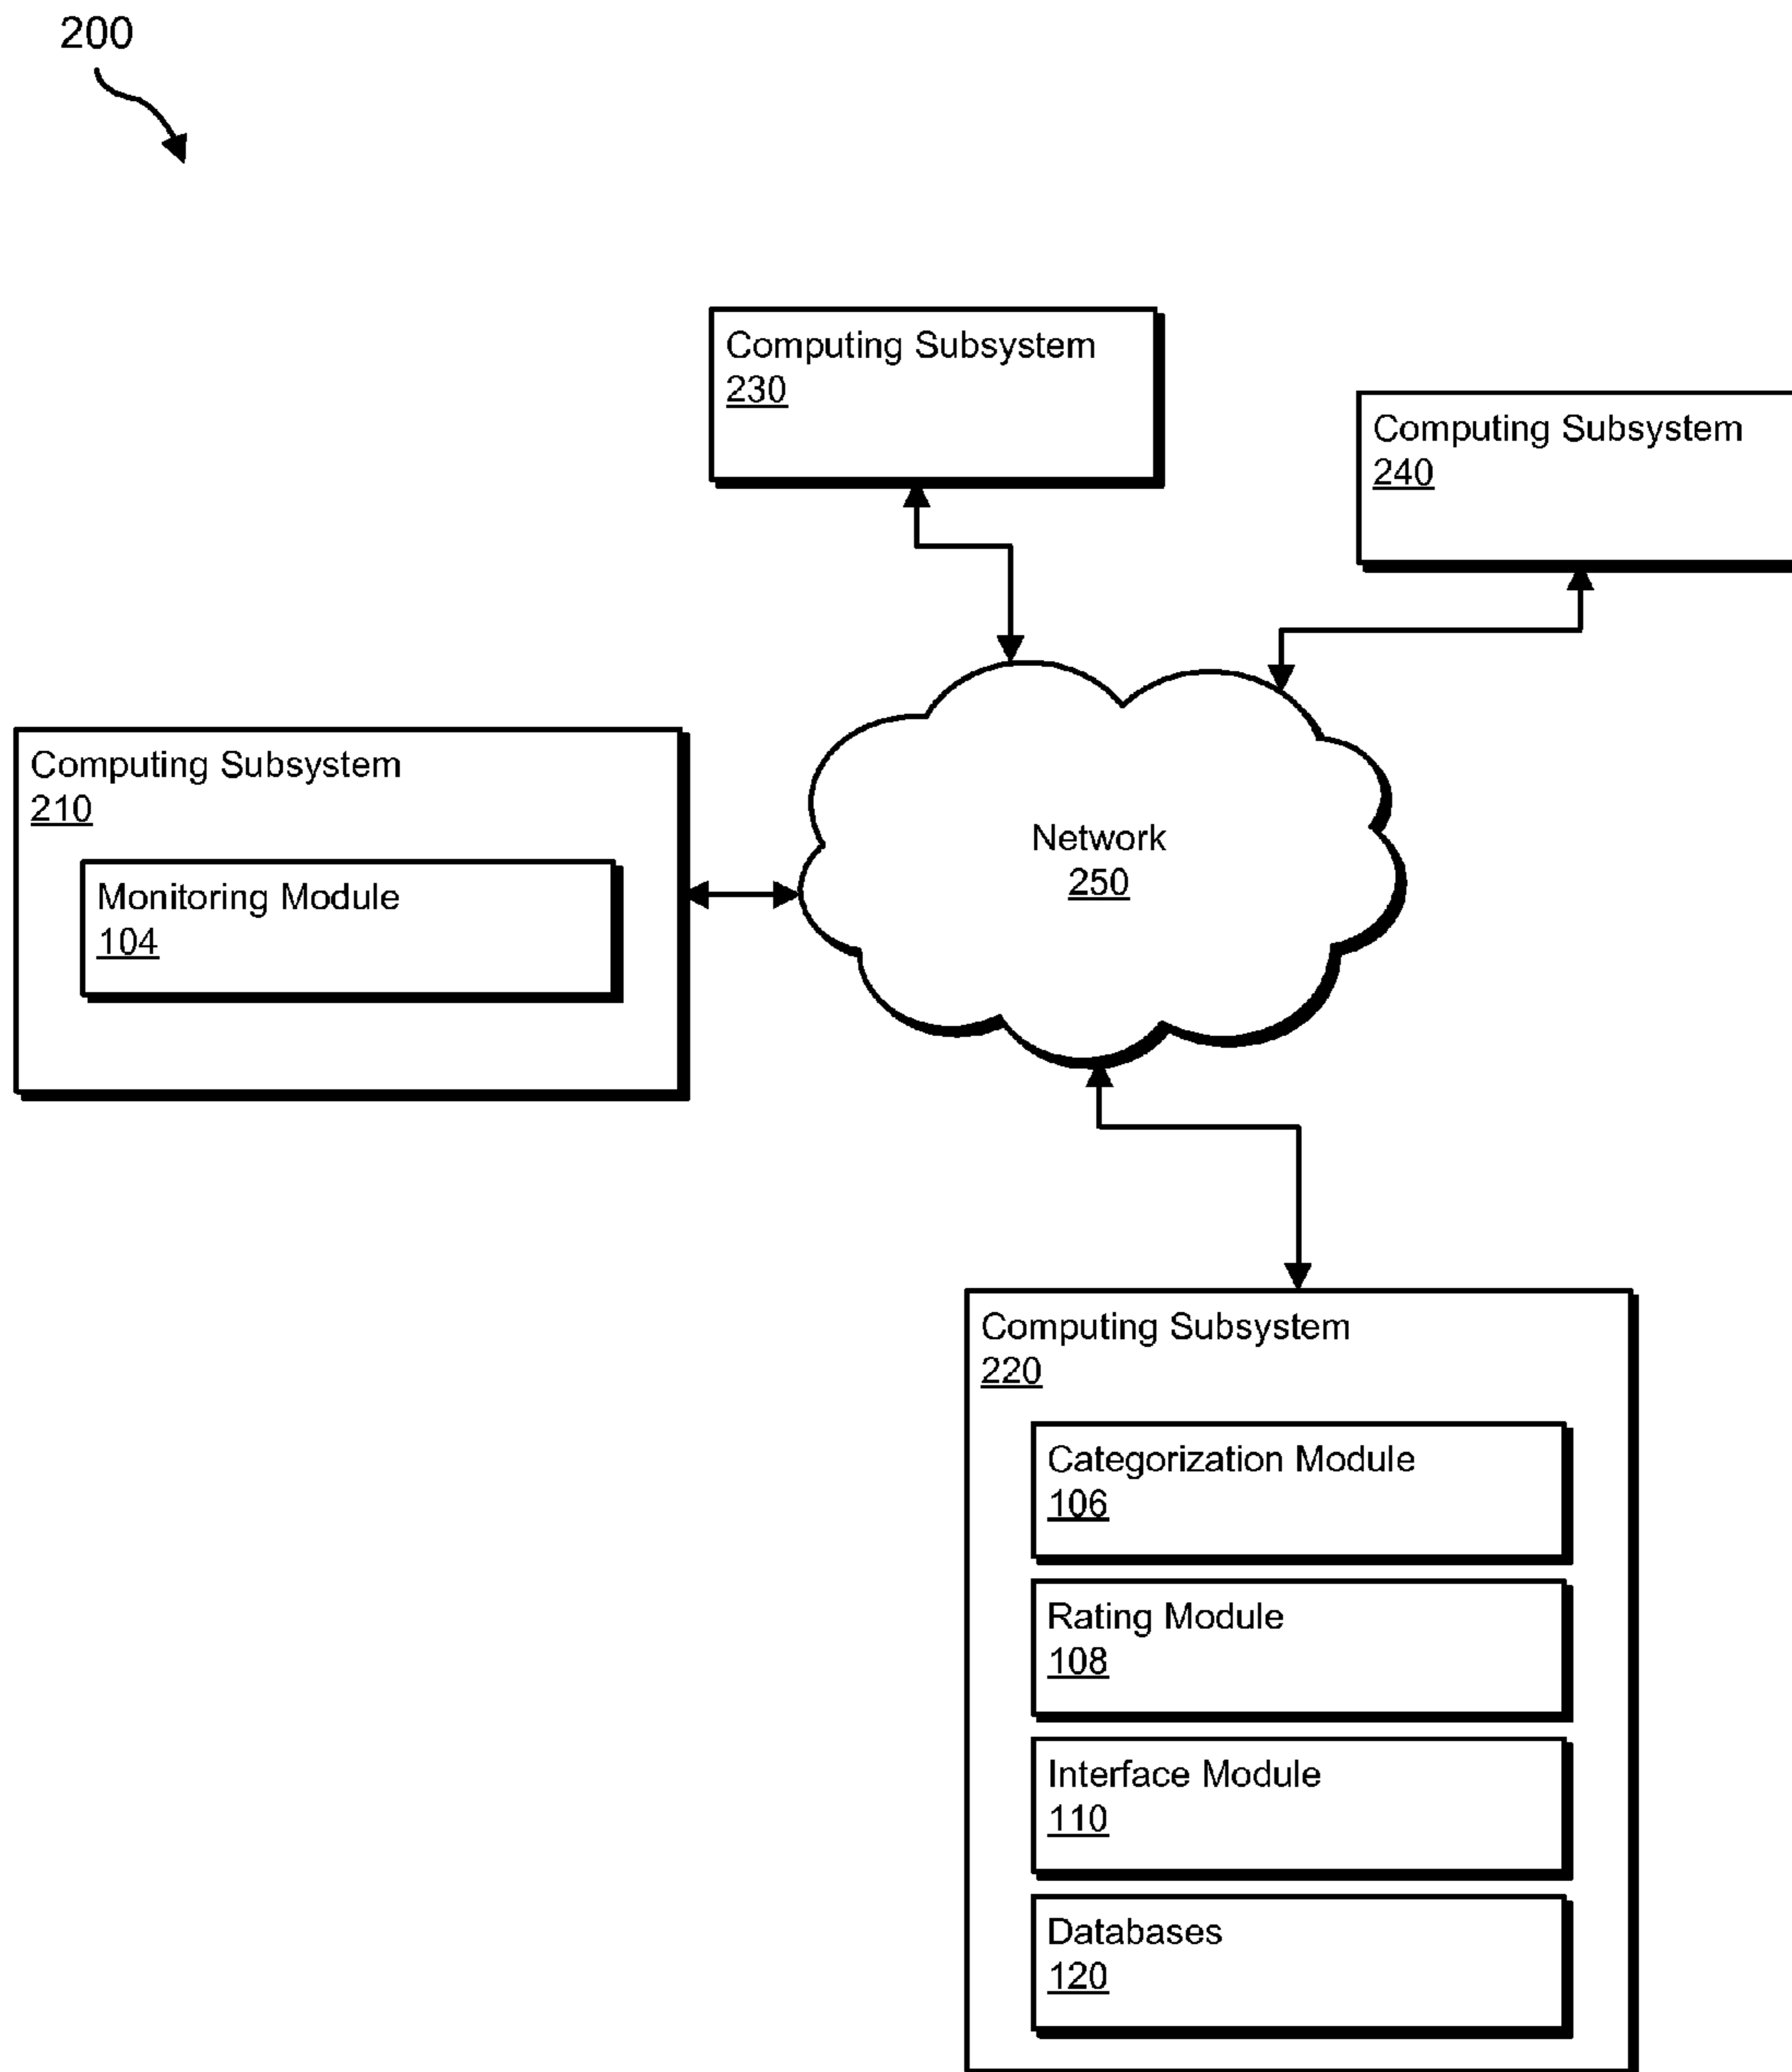 200
Computing Subsystem
230
Computing Subsystem
240
Computing Subsystem
210
Monitoring Module
104
Network
250
Computing Subsystem
220
Categorization Module
106
Rating Module
108
Interface Module
110
Databases
120